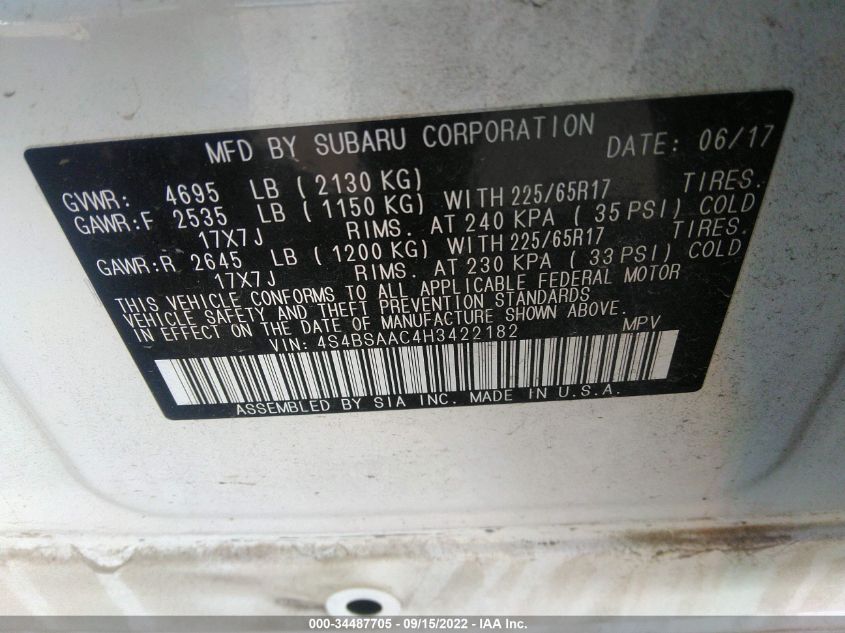 MFD BY SUBARU CORPORATION DATE: 06/17
GVWR: 4695 LB ( 2130 KG)
GAWR:F 2535 LB ( 1150 KG) WITH 225/65R17 TIRES.
17X7J RIMS. AT 240 KPA ( 35 PSI) COLD
GAWR:R 2645 LB ( 1200 KG) WITH 225/65R17 TIRES.
17X7J RIMS. AT 230 KPA ( 33 PSI) COLD
THIS VEHICLE CONFORMS TO ALL APPLICABLE FEDERAL MOTOR
VEHICLE SAFETY AND THEFT PREVENTION STANDARDS
IN EFFECT ON THE DATE OF MANUFACTURE SHOWN ABOVE.
VIN: 4S4BSAAC4H3422182 MPV
ASSEMBLED BY SIA INC. MADE IN U.S.A.
000-34487705 - 09/15/2022 - IAA Inc.